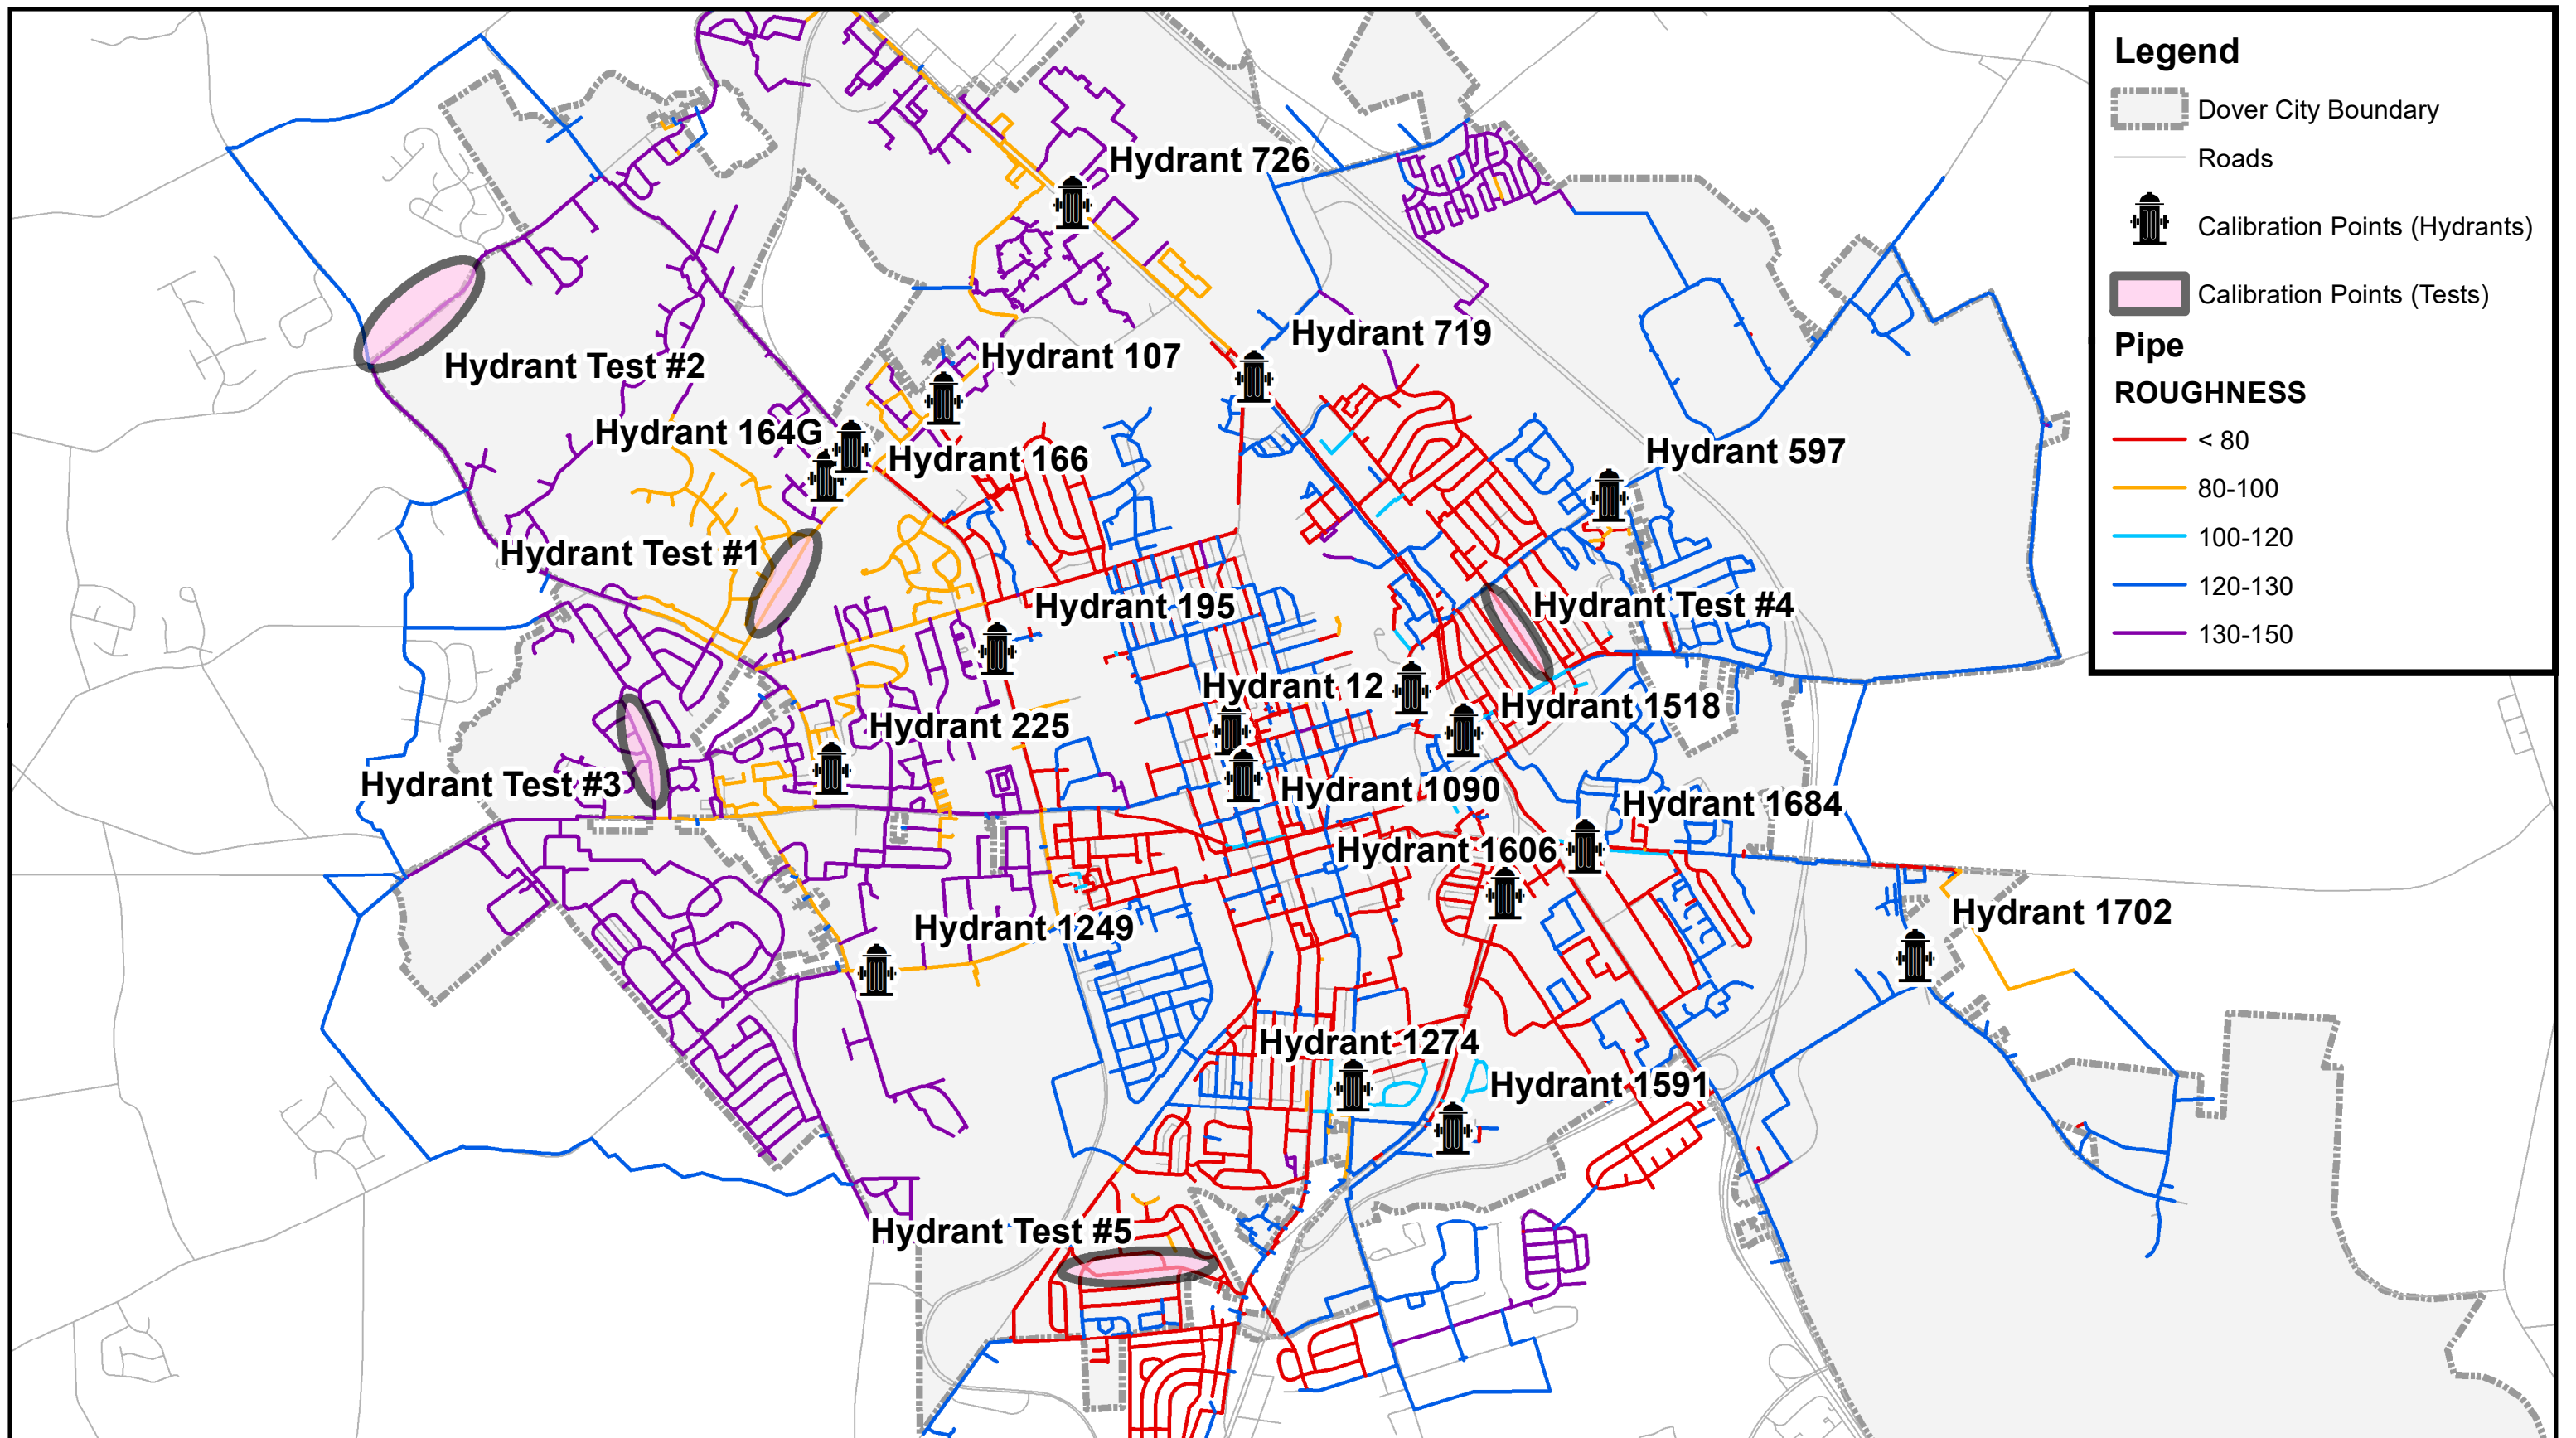 Legend
Dover City Boundary
Roads
Calibration Points (Hydrants)
Calibration Points (Tests)
Pipe
ROUGHNESS
< 80
80-100
100-120
120-130
130-150
Hydrant 726
Hydrant 719
Hydrant 107
Hydrant Test #2
Hydrant 164G
Hydrant 166
Hydrant 597
Hydrant Test #1
Hydrant 195
Hydrant Test #4
Hydrant 12
Hydrant 1518
Hydrant 225
Hydrant Test #3
Hydrant 1090
Hydrant 1684
Hydrant 1606
Hydrant 1702
Hydrant 1249
Hydrant 1274
Hydrant 1591
Hydrant Test #5